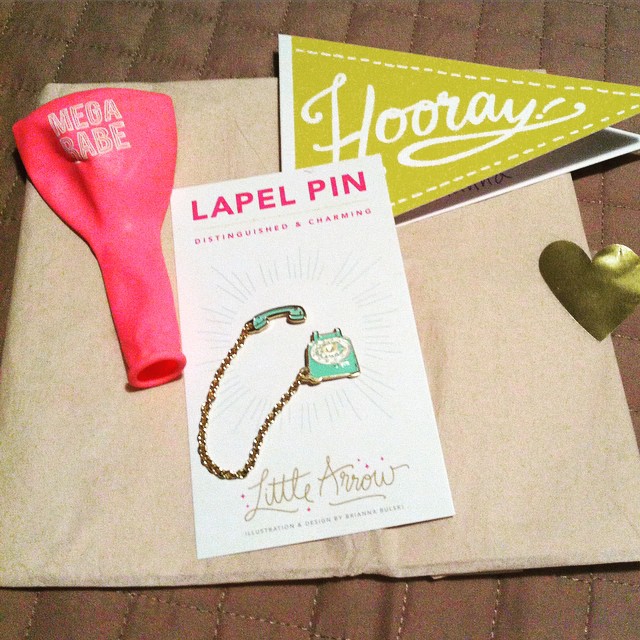 MEGA
BABE
Hooray!
LAPEL PIN
DISTINGUISHED & CHARMING
Little Arrow
ILLUSTRATION & DESIGN BY BRIANNA BULSKI